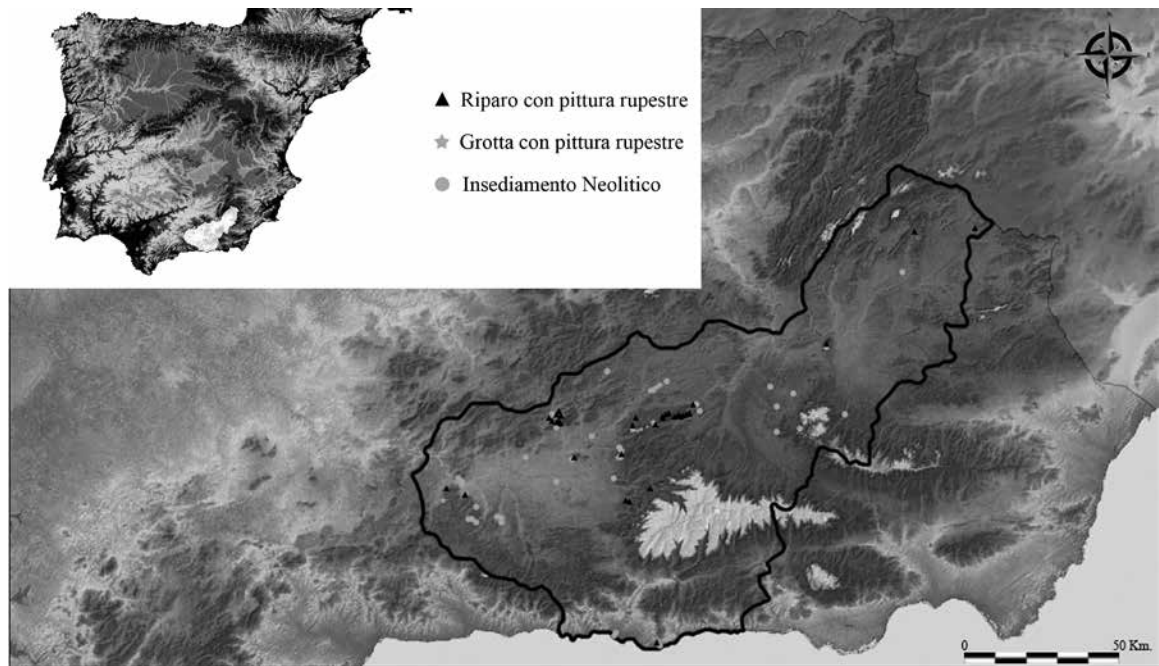 Riparo con pittura rupestre
Grotta con pittura rupestre
Insediamento Neolitico
0 50 Km.